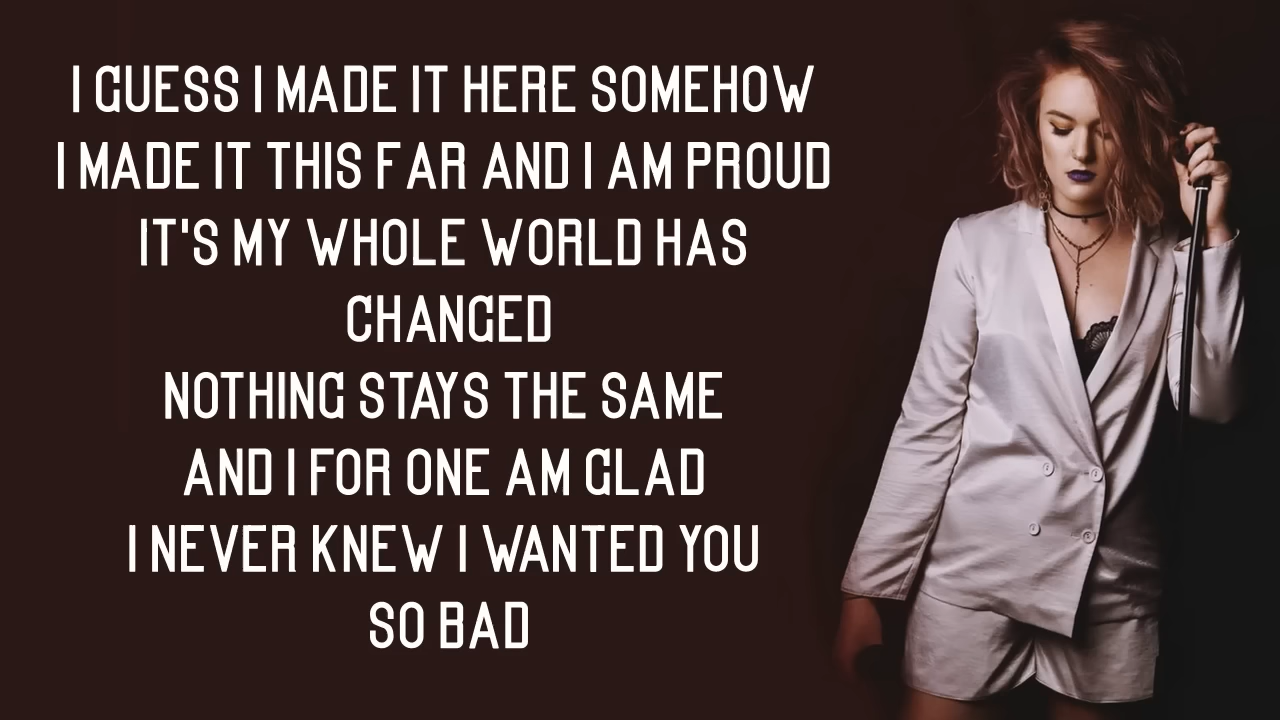 I GUESS I MADE IT HERE SOMEHOW
I MADE IT THIS FAR AND I AM PROUD
IT'S MY WHOLE WORLD HAS
CHANGED
NOTHING STAYS THE SAME
AND I FOR ONE AM GLAD
I NEVER KNEW I WANTED YOU
SO BAD